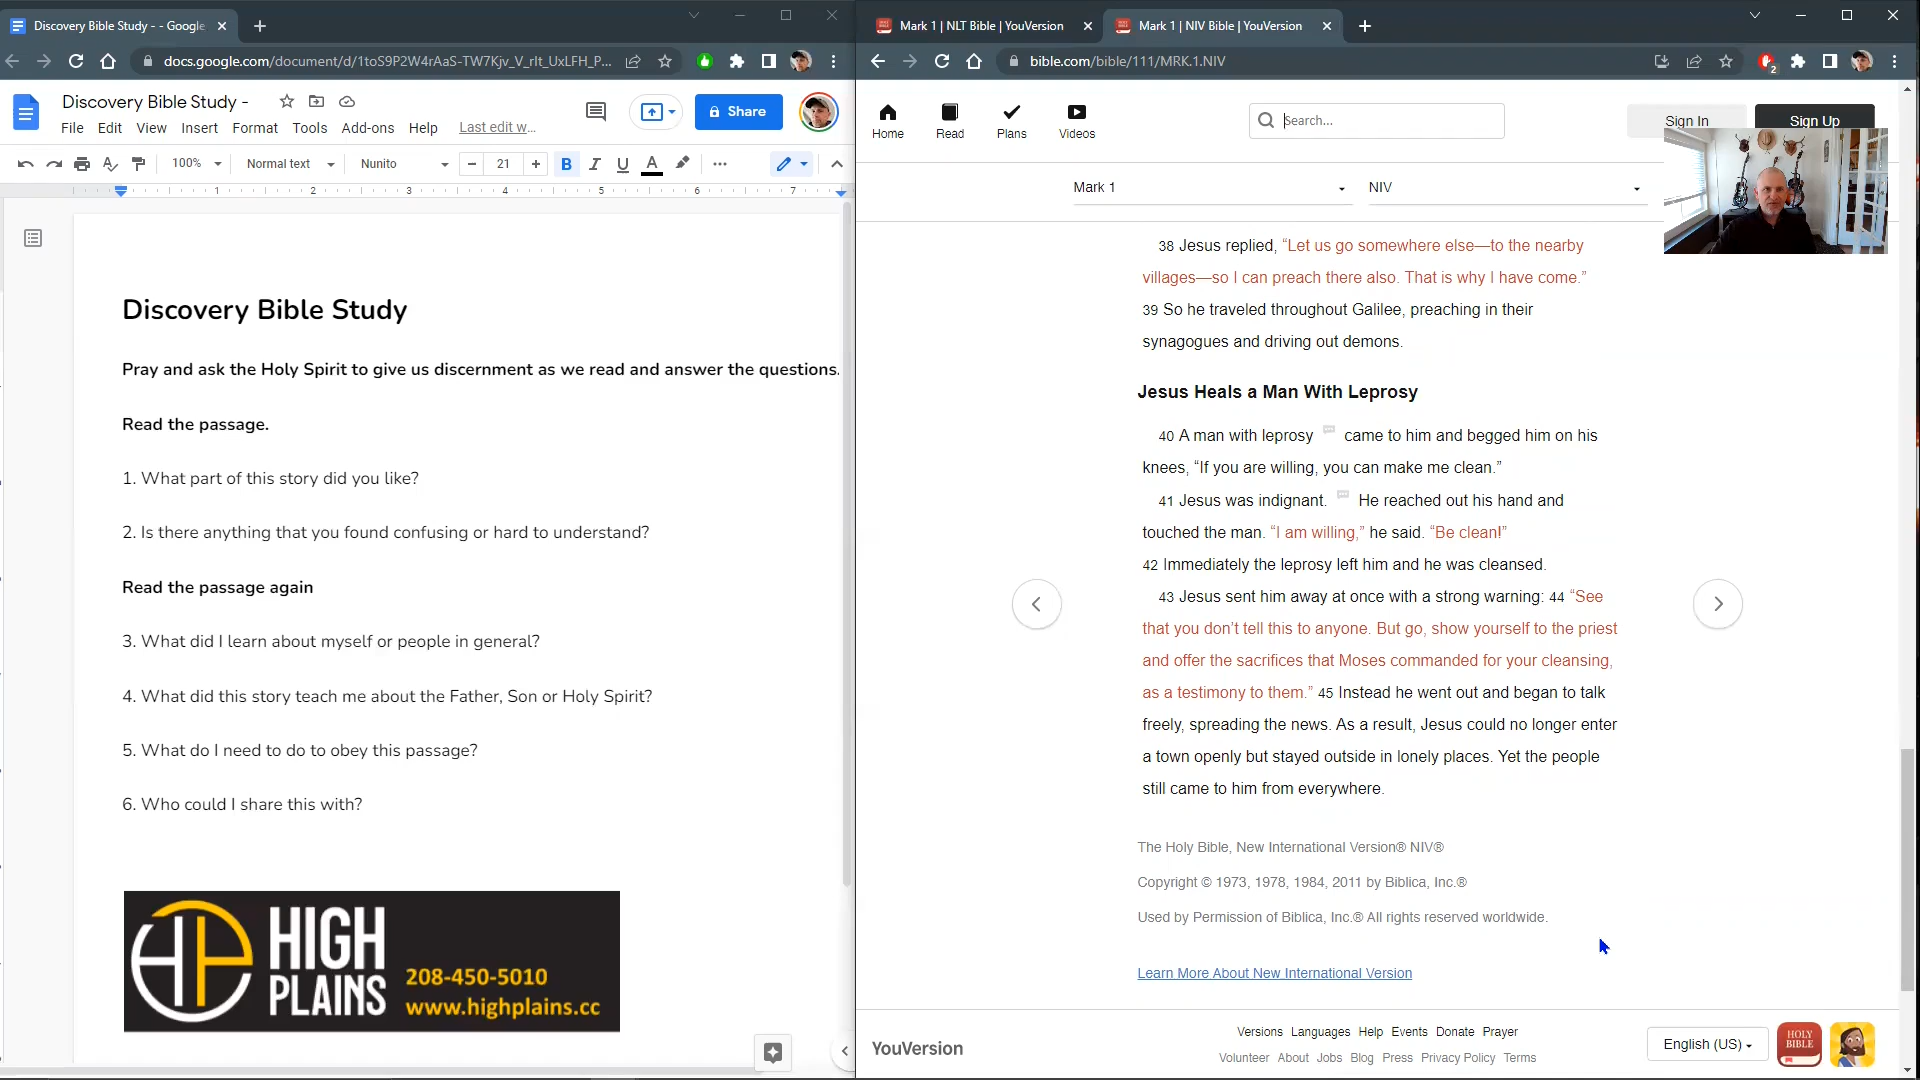 Discovery Bible Study - - Google
docs.google.com/document/d/1toS9P2W4rAaS-TW7Kjv_V_rIt_UxLFH_P...
Discovery Bible Study -
File Edit View Insert Format Tools Add-ons Help Last edit w...
Share
100% Normal text Nunito 21 B I U A
1 2 3 4 5 6 7
Discovery Bible Study
Pray and ask the Holy Spirit to give us discernment as we read and answer the questions.
Read the passage.
1. What part of this story did you like?
2. Is there anything that you found confusing or hard to understand?
Read the passage again
3. What did I learn about myself or people in general?
4. What did this story teach me about the Father, Son or Holy Spirit?
5. What do I need to do to obey this passage?
6. Who could I share this with?
HIGH
PLAINS
208-450-5010
www.highplains.cc
Mark 1 | NLT Bible | YouVersion
Mark 1 | NIV Bible | YouVersion
bible.com/bible/111/MRK.1.NIV
2
Home Read Plans Videos
Search...
Sign In Sign Up
Mark 1 NIV
38 Jesus replied, “Let us go somewhere else—to the nearby
villages—so I can preach there also. That is why I have come.”
39 So he traveled throughout Galilee, preaching in their
synagogues and driving out demons.
Jesus Heals a Man With Leprosy
40 A man with leprosy came to him and begged him on his
knees, “If you are willing, you can make me clean.”
41 Jesus was indignant. He reached out his hand and
touched the man. “I am willing,” he said. “Be clean!”
42 Immediately the leprosy left him and he was cleansed.
43 Jesus sent him away at once with a strong warning: 44 “See
that you don’t tell this to anyone. But go, show yourself to the priest
and offer the sacrifices that Moses commanded for your cleansing,
as a testimony to them.” 45 Instead he went out and began to talk
freely, spreading the news. As a result, Jesus could no longer enter
a town openly but stayed outside in lonely places. Yet the people
still came to him from everywhere.
The Holy Bible, New International Version® NIV®
Copyright © 1973, 1978, 1984, 2011 by Biblica, Inc.®
Used by Permission of Biblica, Inc.® All rights reserved worldwide.
Learn More About New International Version
YouVersion
Versions Languages Help Events Donate Prayer
Volunteer About Jobs Blog Press Privacy Policy Terms
English (US)
HOLY
BIBLE